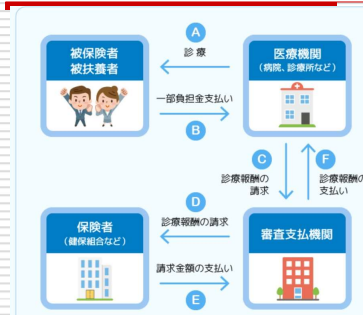 A
被保険者
被扶養者
診 療
医療機関
(病院、診療所など)
一部負担金支払い
B
C
F
診療報酬の
請求
診療報酬の
支払い
D
保険者
(健保組合など)
診療報酬の請求
審査支払機関
請求金額の支払い
E